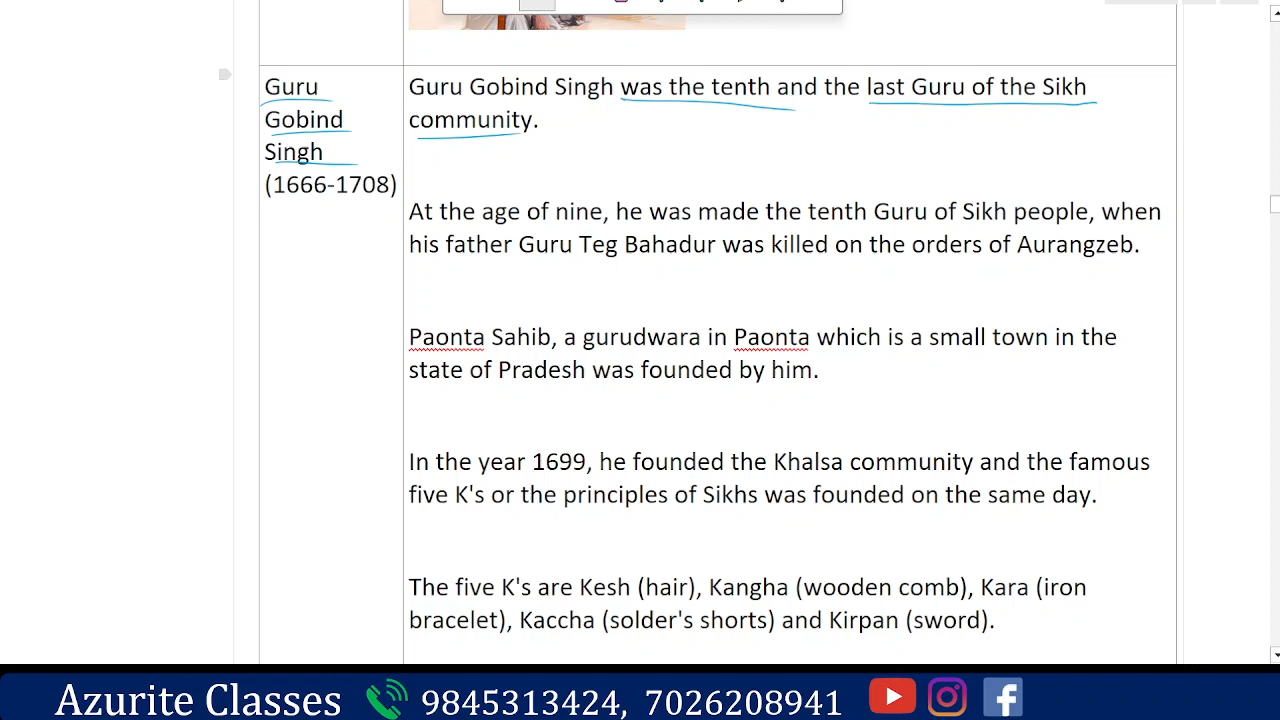 Guru
Gobind
Singh
(1666-1708)
Guru Gobind Singh was the tenth and the last Guru of the Sikh
community.
At the age of nine, he was made the tenth Guru of Sikh people, when
his father Guru Teg Bahadur was killed on the orders of Aurangzeb.
Paonta Sahib, a gurudwara in Paonta which is a small town in the
state of Pradesh was founded by him.
In the year 1699, he founded the Khalsa community and the famous
five K's or the principles of Sikhs was founded on the same day.
The five K's are Kesh (hair), Kangha (wooden comb), Kara (iron
bracelet), Kaccha (solder's shorts) and Kirpan (sword).
Azurite Classes 9845313424, 7026208941